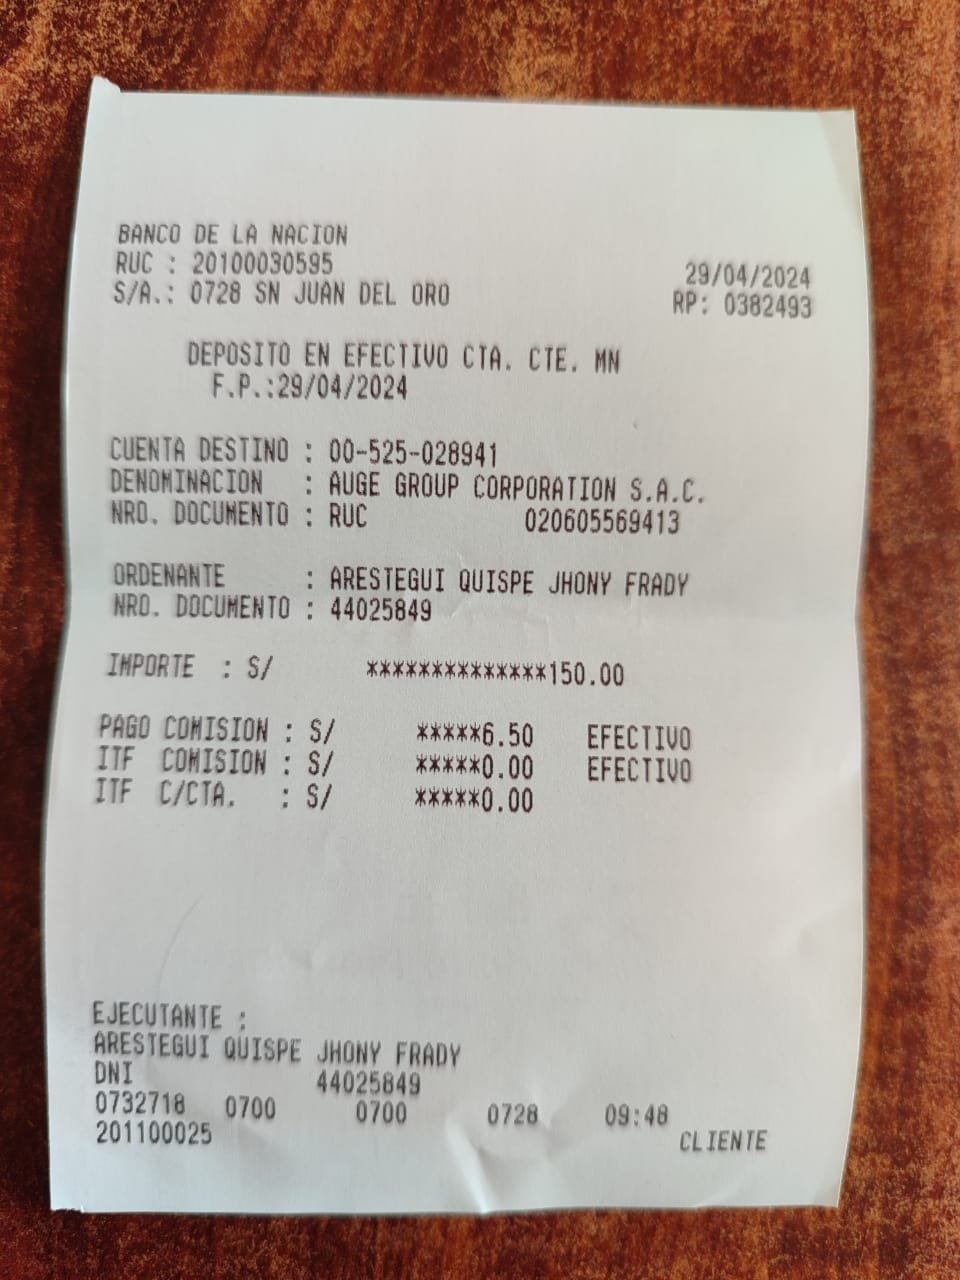 BANCO DE LA NACION
RUC : 20100030595
29/04/2024
S/A.: 0728 SN JUAN DEL ORO
RP: 0382493
DEPOSITO EN EFECTIVO CTA. CTE. MN
F.P.:29/04/2024
CUENTA DESTINO : 00-525-028941
DENOMINACION : AUGE GROUP CORPORATION S.A.C.
NRO. DOCUMENTO : RUC 020605569413
ORDENANTE : ARESTEGUI QUISPE JHONY FRADY
NRO. DOCUMENTO : 44025849
IMPORTE : S/ **************150.00
PAGO COMISION : S/ *****6.50 EFECTIVO
ITF COMISION : S/ *****0.00 EFECTIVO
ITF C/CTA. : S/ *****0.00
EJECUTANTE :
ARESTEGUI QUISPE JHONY FRADY
DNI 44025849
0732718 0700 0700 0728 09:48
201100025
CLIENTE